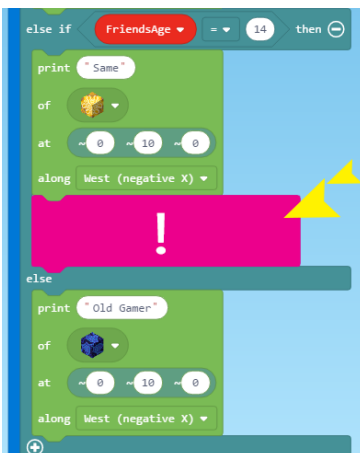 else if FriendsAge = 14 then
print "Same"
of
at ~0 ~10 ~0
along West (negative X)
!
else
print "Old Gamer"
of
at ~0 ~10 ~0
along West (negative X)